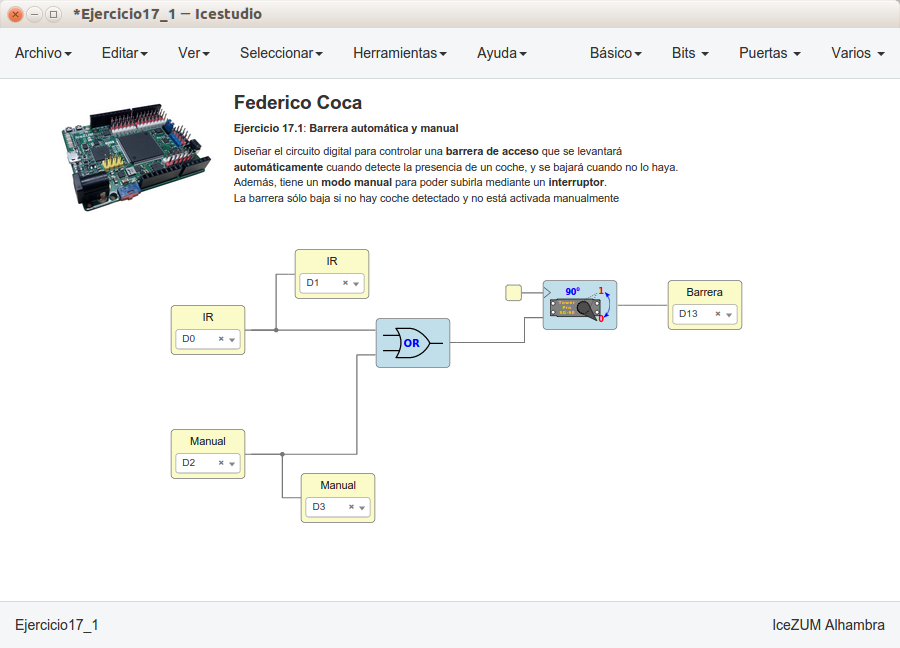 *Ejercicio17_1 – Icestudio
Archivo Editar Ver Seleccionar Herramientas Ayuda Básico Bits Puertas Varios
Federico Coca
Ejercicio 17.1: Barrera automática y manual
Diseñar el circuito digital para controlar una barrera de acceso que se levantará
automáticamente cuando detecte la presencia de un coche, y se bajará cuando no lo haya.
Además, tiene un modo manual para poder subirla mediante un interruptor.
La barrera sólo baja si no hay coche detectado y no está activada manualmente
IR
D1
IR
D0
OR
90º
1
0
Barrera
D13
Manual
D2
Manual
D3
Ejercicio17_1 IceZUM Alhambra